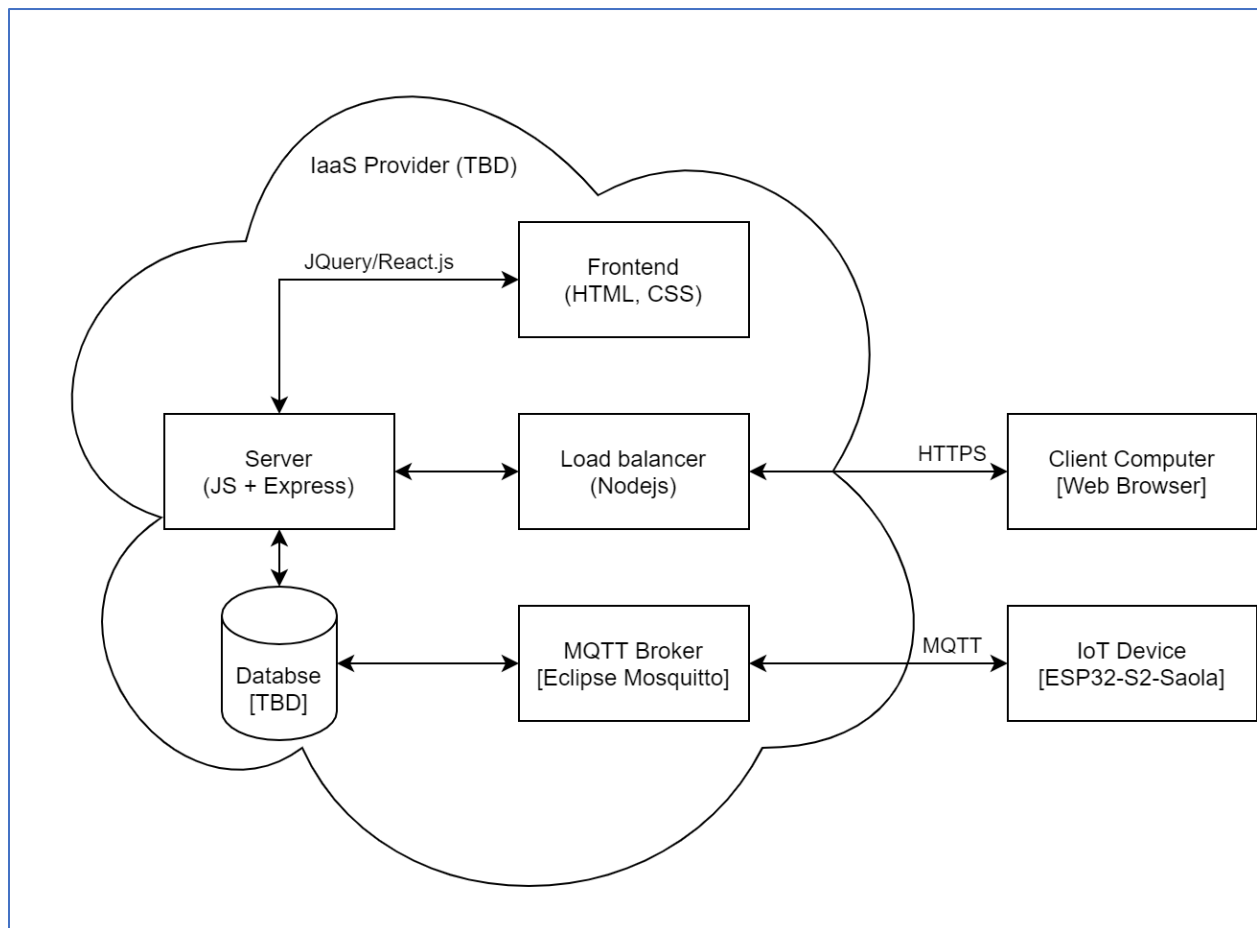 IaaS Provider (TBD)
JQuery/React.js
Frontend
(HTML, CSS)
Server
(JS + Express)
Load balancer
(Nodejs)
HTTPS
Client Computer
[Web Browser]
Databse
[TBD]
MQTT Broker
[Eclipse Mosquitto]
MQTT
IoT Device
[ESP32-S2-Saola]